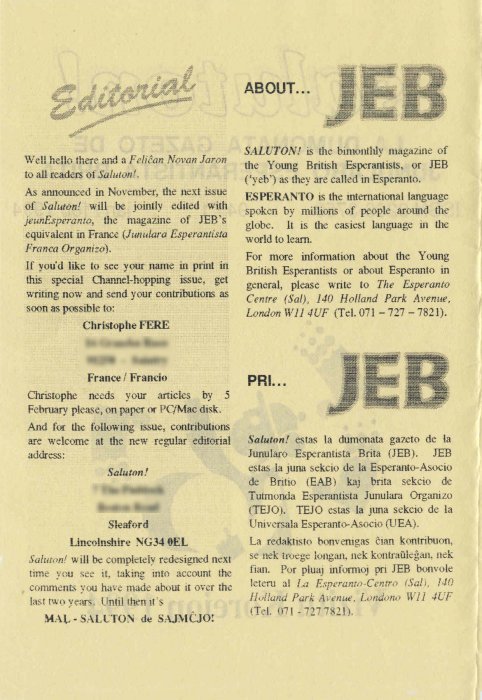 Editorial
Well hello there and a Feliĉan Novan Jaron
to all readers of Saluton!.
As announced in November, the next issue
of Saluton! will be jointly edited with
jeunEsperanto, the magazine of JEB's
equivalent in France (Junulara Esperantista
Franca Organizo).
If you'd like to see your name in print in
this special Channel-hopping issue, get
writing now and send your contributions as
soon as possible to:
Christophe FERE
France / Francio
Christophe needs your articles by 5
February please, on paper or PC/Mac disk.
And for the following issue, contributions
are welcome at the new regular editorial
address:
Saluton!
Sleaford
Lincolnshire NG34 0EL
Saluton! will be completely redesigned next
time you see it, taking into account the
comments you have made about it over the
last two years. Until then it's
MAL - SALUTON de SAJMĈJO!
ABOUT... JEB
SALUTON! is the bimonthly magazine of
the Young British Esperantists, or JEB
('yeb') as they are called in Esperanto.
ESPERANTO is the international language
spoken by millions of people around the
globe. It is the easiest language in the
world to learn.
For more information about the Young
British Esperantists or about Esperanto in
general, please write to The Esperanto
Centre (Sal), 140 Holland Park Avenue,
London W11 4UF (Tel. 071 - 727 - 7821).
PRI... JEB
Saluton! estas la dumonata gazeto de la
Junularo Esperantista Brita (JEB). JEB
estas la juna sekcio de la Esperanto-Asocio
de Britio (EAB) kaj brita sekcio de
Tutmonda Esperantista Junulara Organizo
(TEJO). TEJO estas la juna sekcio de la
Universala Esperanto-Asocio (UEA).
La redaktisto bonvenigas ĉian kontribuon,
se nek troege longan, nek kontraŭleĝan, nek
fian. Por pluaj informoj pri JEB bonvole
leteru al La Esperanto-Centro (Sal), 140
Holland Park Avenue, Londono W11 4UF
(Tel. 071 - 727 7821).